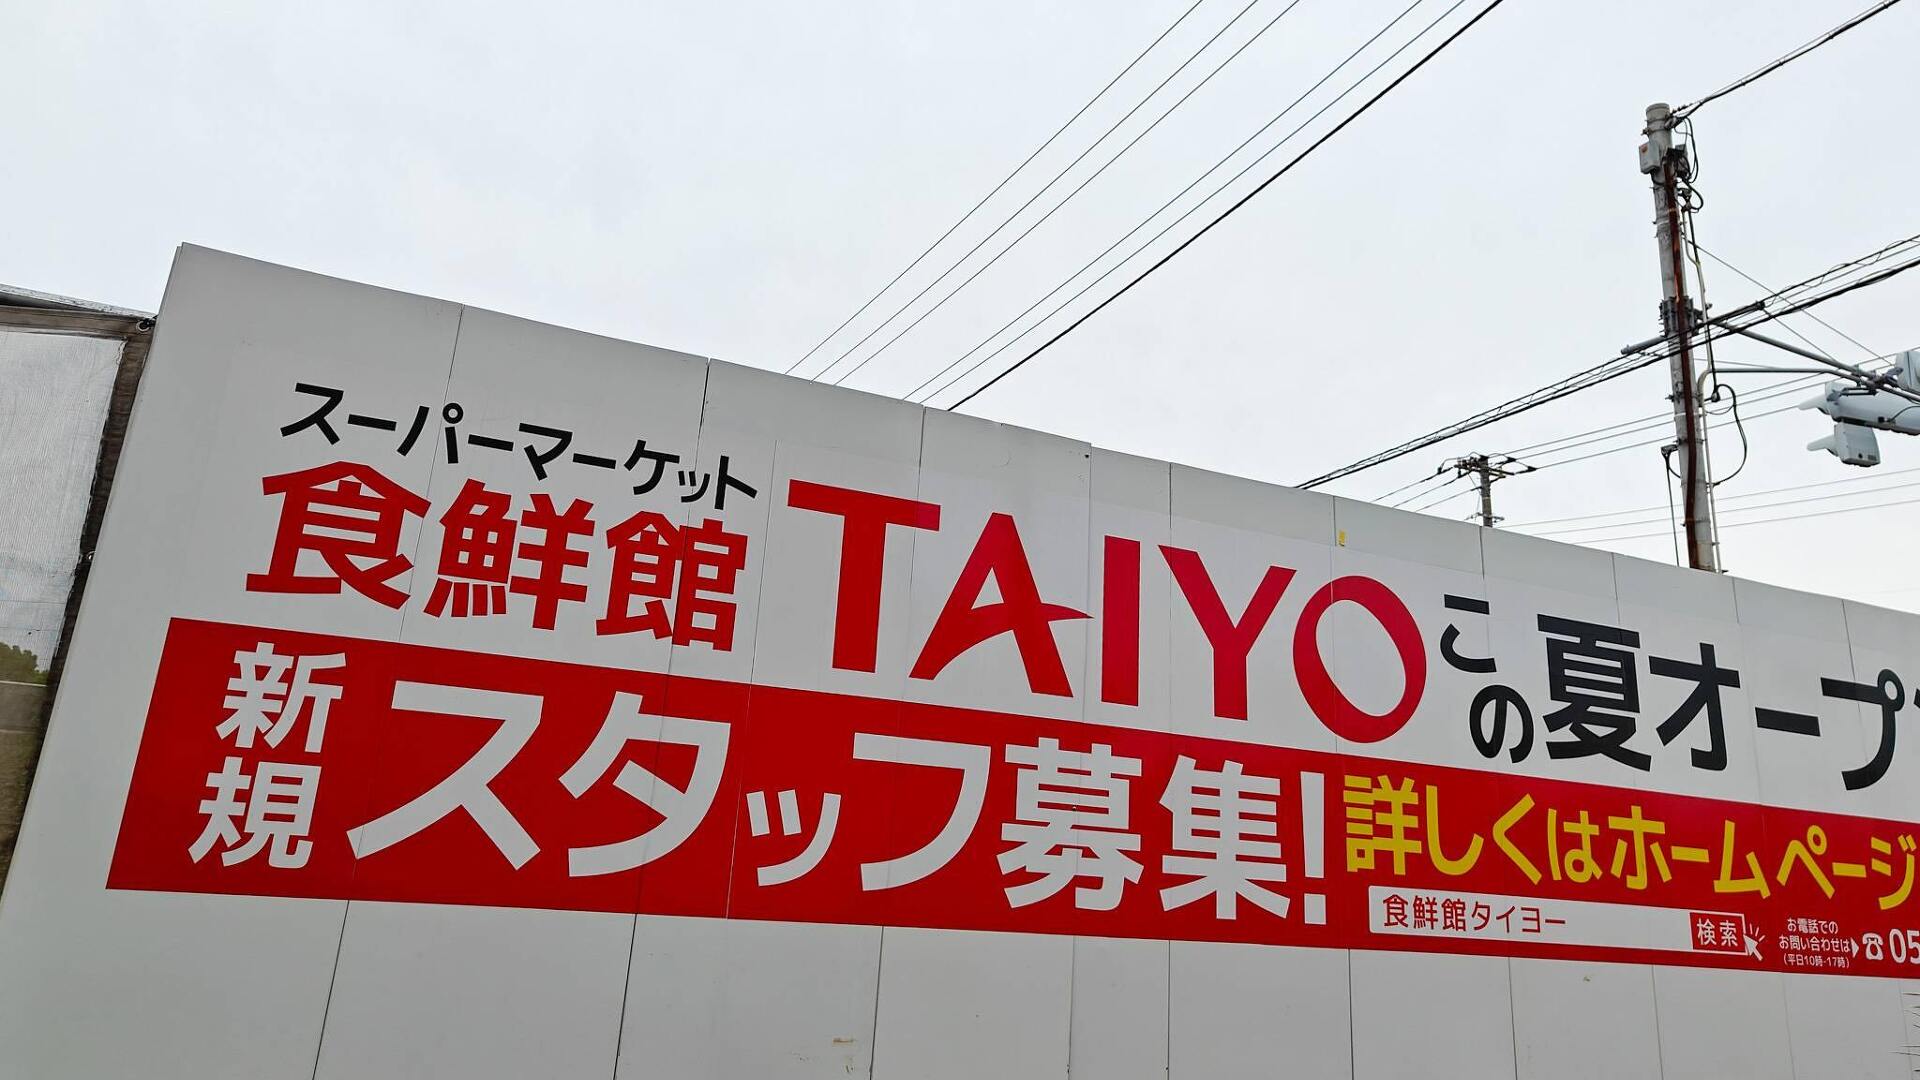 スーパーマーケット
食鮮館 TAIYO この夏オープ
新規スタッフ募集!
詳しくはホームページ
食鮮館タイヨー 検索
お電話での
お問い合わせは
(平日10時-17時)
☎05